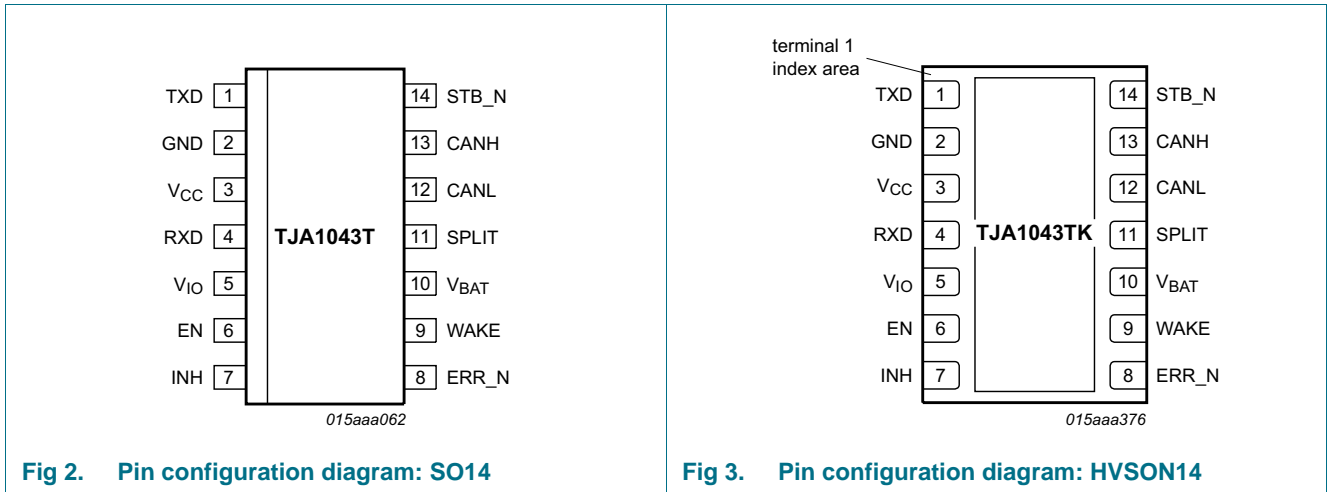 TXD 1
14 STB_N
GND 2
13 CANH
VCC 3
12 CANL
RXD 4
TJA1043T
11 SPLIT
VIO 5
10 VBAT
EN 6
9 WAKE
INH 7
8 ERR_N
015aaa062
Fig 2. Pin configuration diagram: SO14
terminal 1
index area
TXD 1
14 STB_N
GND 2
13 CANH
VCC 3
12 CANL
RXD 4
TJA1043TK
11 SPLIT
VIO 5
10 VBAT
EN 6
9 WAKE
INH 7
8 ERR_N
015aaa376
Fig 3. Pin configuration diagram: HVSON14